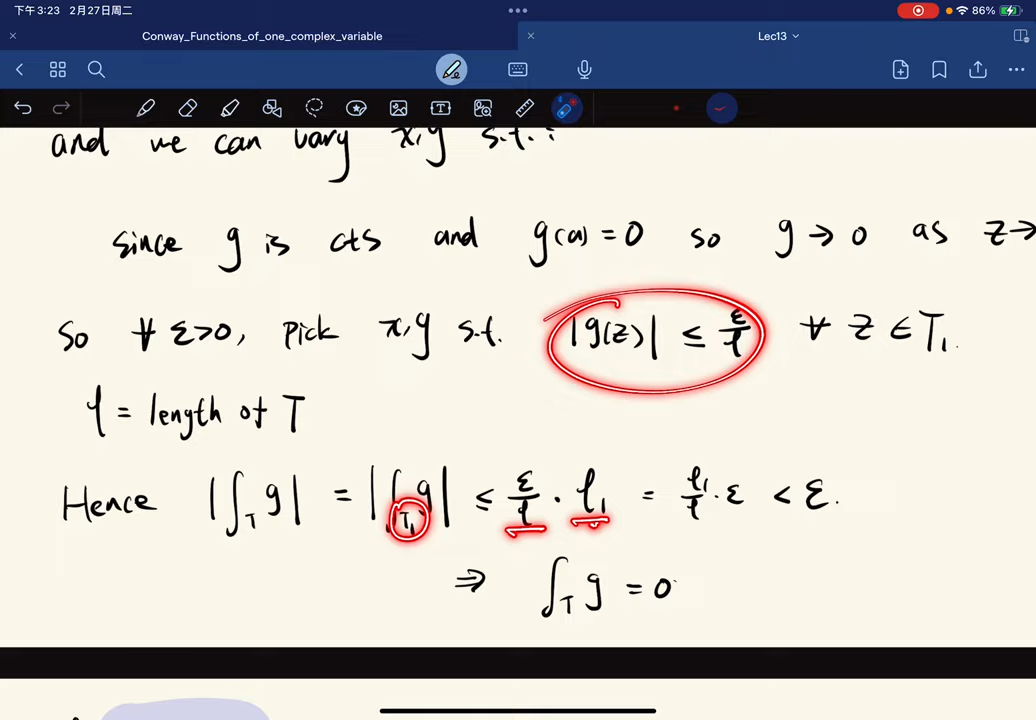 下午3:23 2月27日周二
86%
Conway_Functions_of_one_complex_variable
Lec13
and we can vary x,y s.t. :
since g is cts and g(a) = 0 so g → 0 as z →
So ∀ ε>0, pick x,y s.t. |g(z)| ≤ ε/ℓ ∀ z ∈ T₁.
ℓ = length of T
Hence |∫_T g| = |∫_T₁ g| ≤ ε/ℓ · ℓ₁ = ℓ₁/ℓ · ε < ε.
⇒ ∫_T g = 0